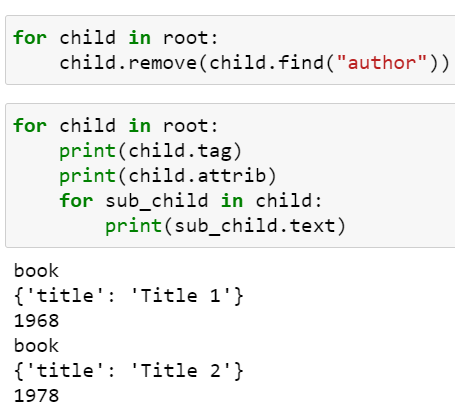 for child in root:
    child.remove(child.find("author"))
for child in root:
    print(child.tag)
    print(child.attrib)
    for sub_child in child:
        print(sub_child.text)
book
{'title': 'Title 1'}
1968
book
{'title': 'Title 2'}
1978